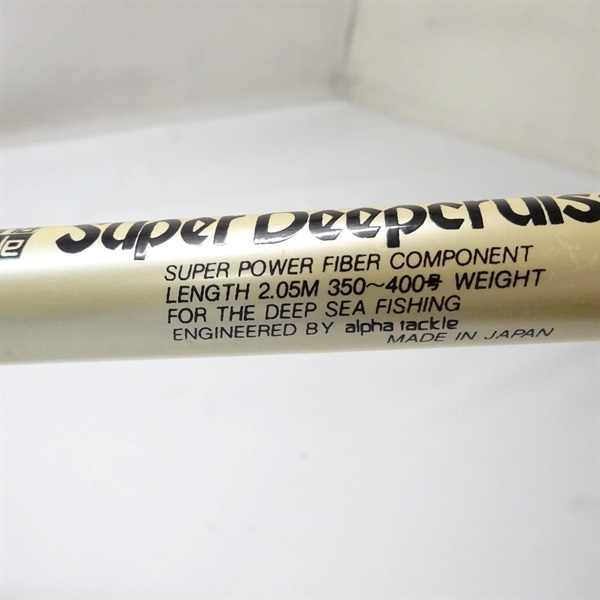 Super Deepcruis
SUPER POWER FIBER COMPONENT
LENGTH 2.05M 350～400号 WEIGHT
FOR THE DEEP SEA FISHING
ENGINEERED BY alpha tackle
MADE IN JAPAN